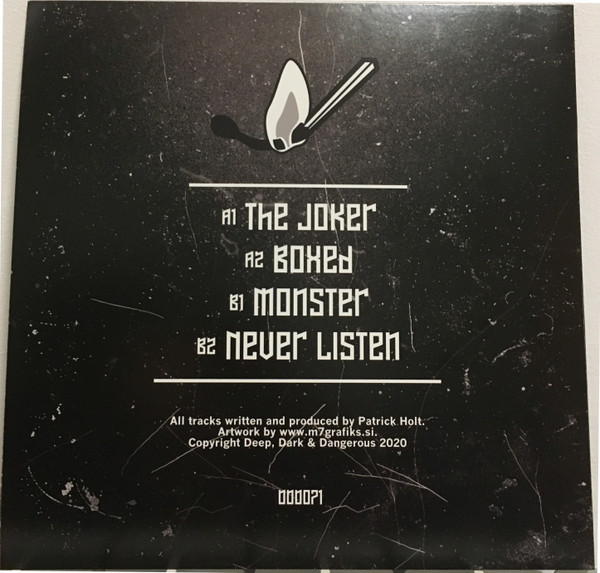 A1 The Joker
A2 Boxed
B1 Monster
B2 Never Listen
All tracks written and produced by Patrick Holt.
Artwork by www.m7grafiks.si.
Copyright Deep, Dark & Dangerous 2020
DDD071